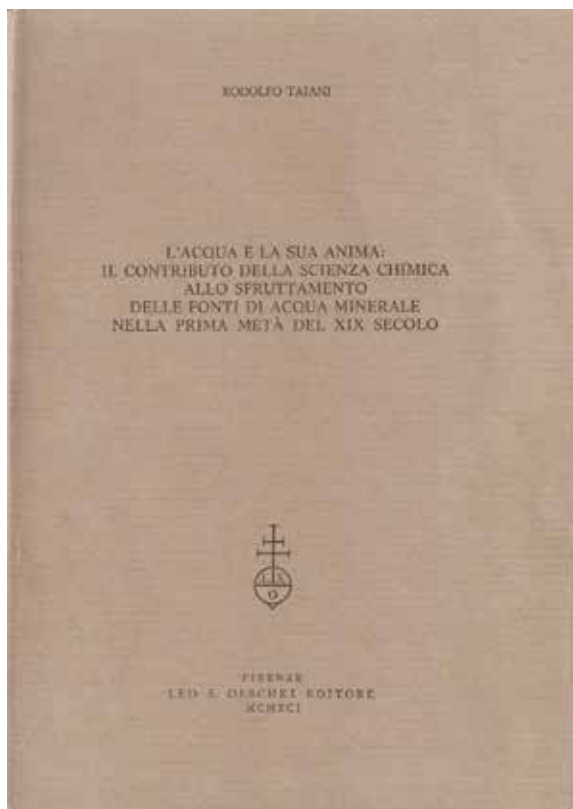 RODOLFO TAIANI
L'ACQUA E LA SUA ANIMA:
IL CONTRIBUTO DELLA SCIENZA CHIMICA
ALLO SFRUTTAMENTO
DELLE FONTI DI ACQUA MINERALE
NELLA PRIMA METÀ DEL XIX SECOLO
L S
O
FIRENZE
LEO S. OLSCHKI EDITORE
MCMXCI